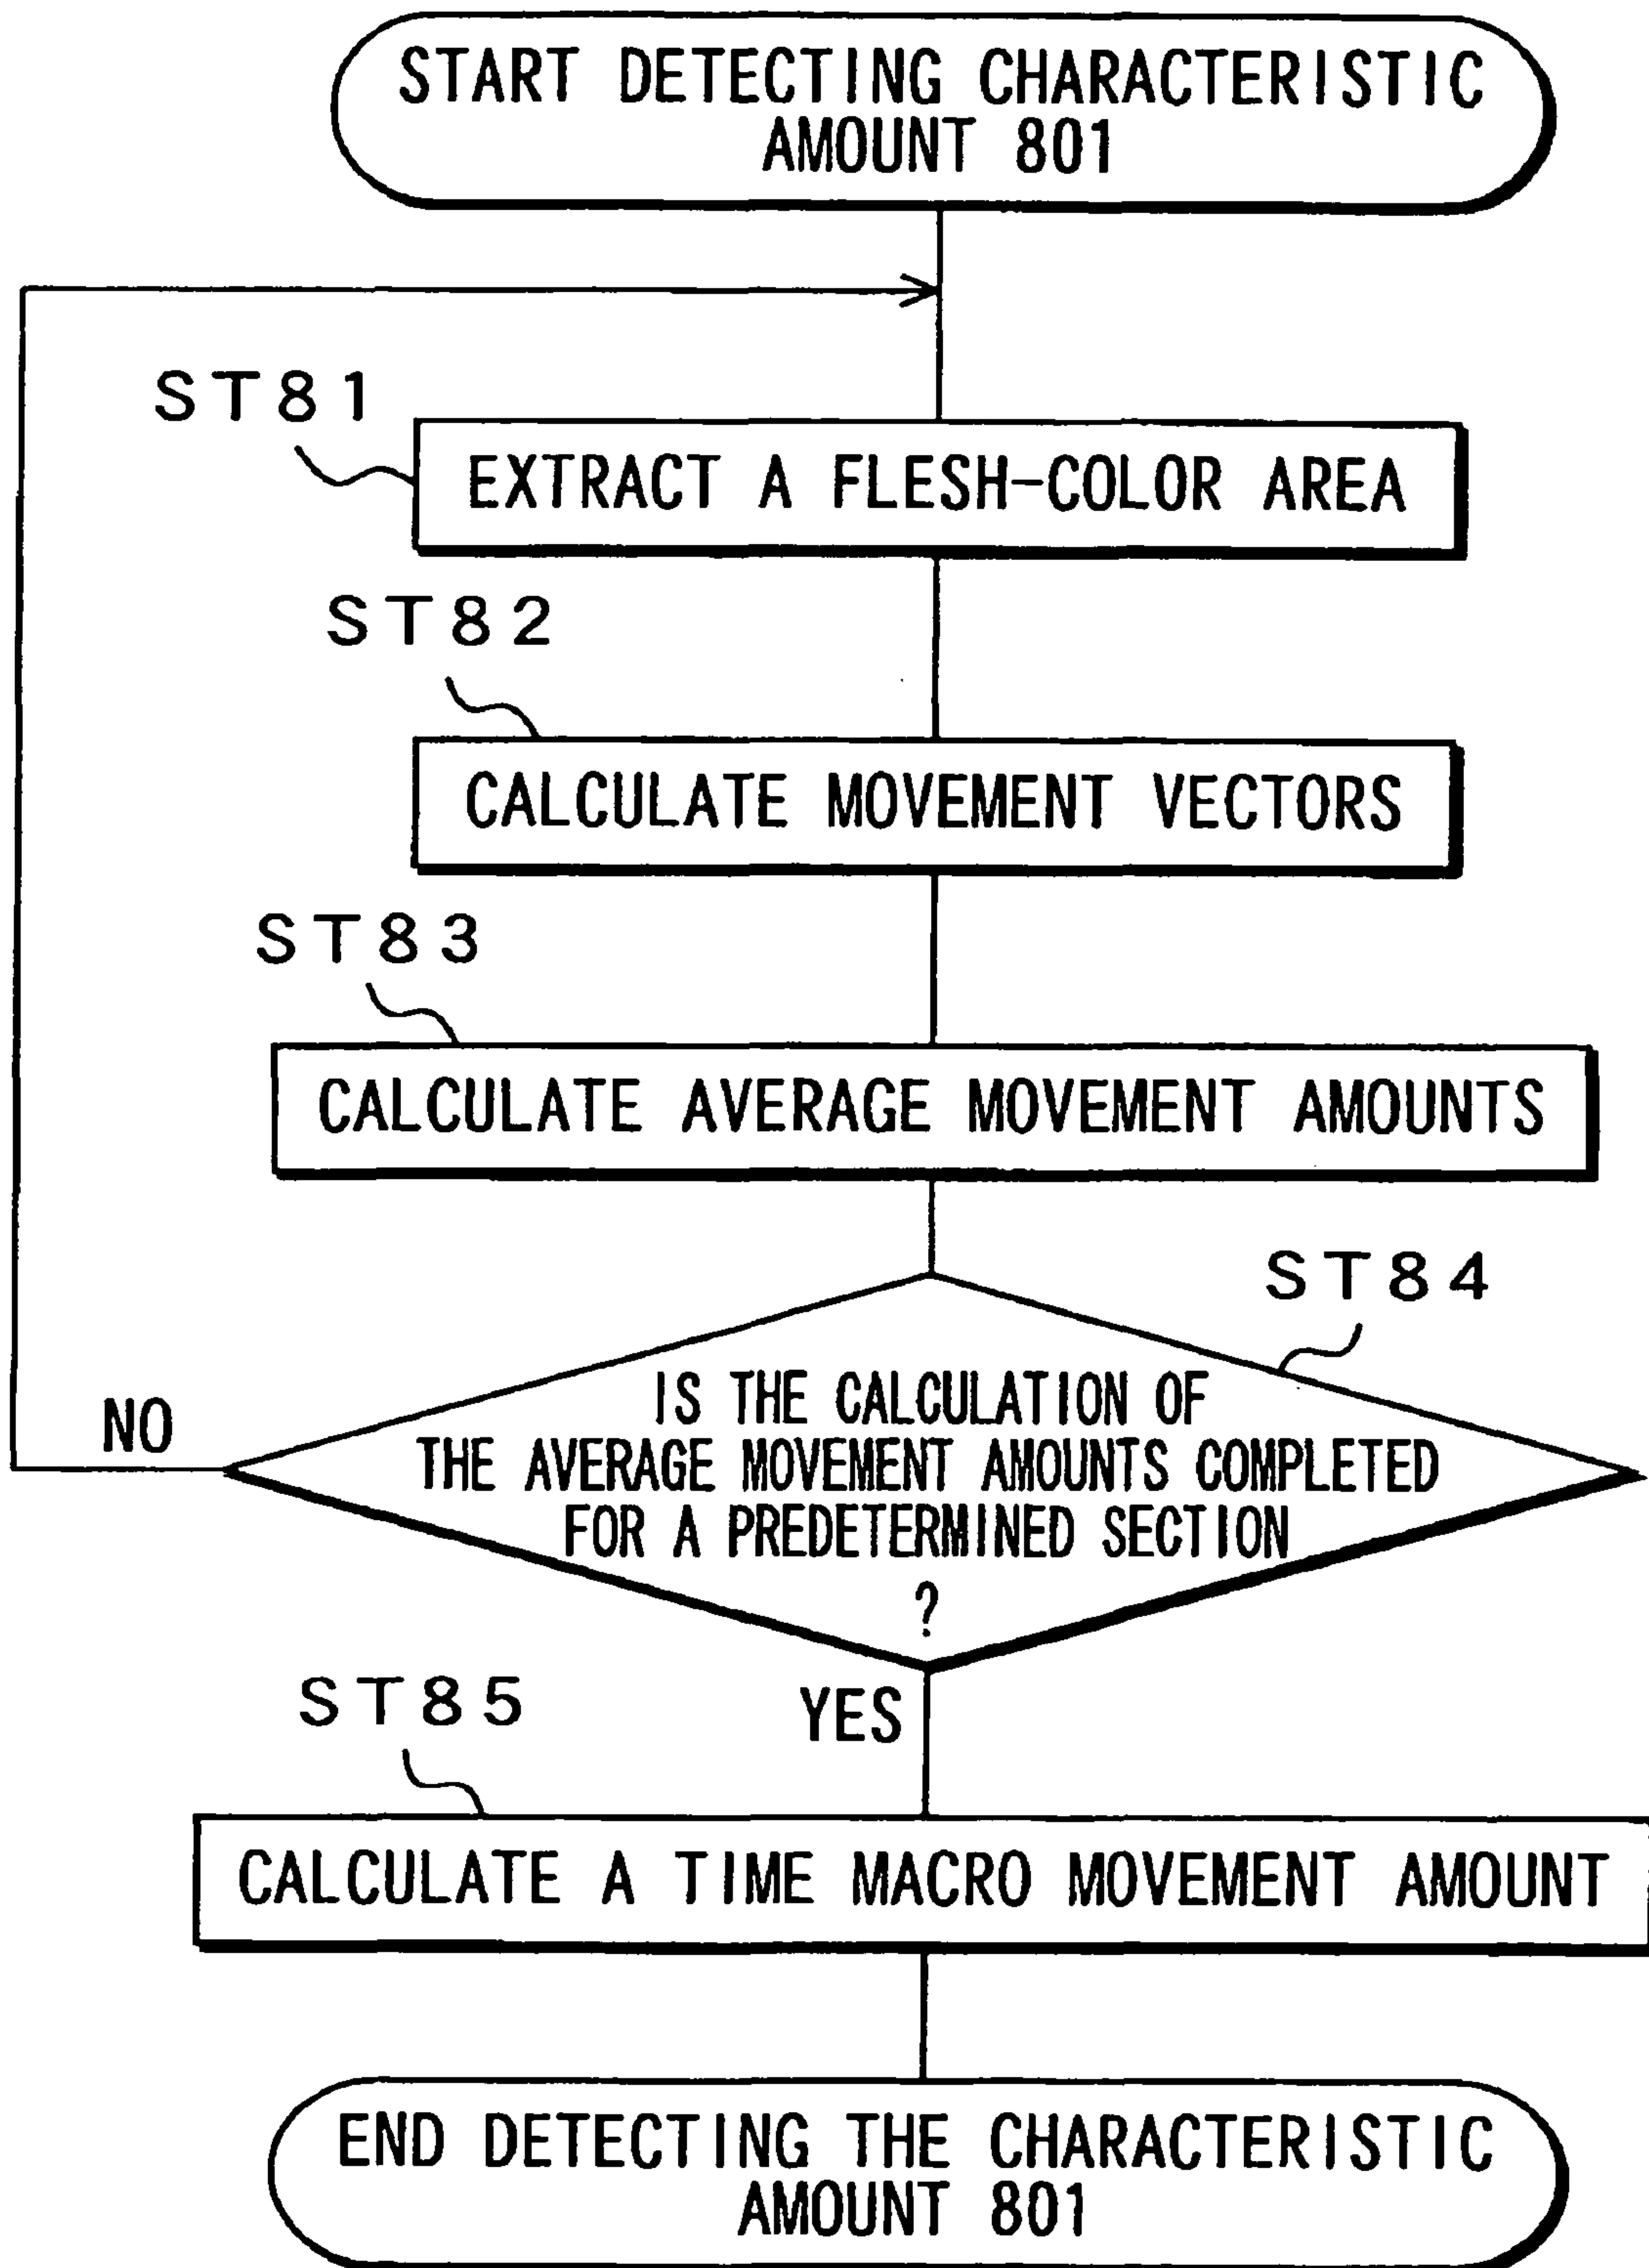 START DETECTING CHARACTERISTIC
AMOUNT 801
ST81
EXTRACT A FLESH-COLOR AREA
ST82
CALCULATE MOVEMENT VECTORS
ST83
CALCULATE AVERAGE MOVEMENT AMOUNTS
ST84
IS THE CALCULATION OF
THE AVERAGE MOVEMENT AMOUNTS COMPLETED
FOR A PREDETERMINED SECTION
?
NO
YES
ST85
CALCULATE A TIME MACRO MOVEMENT AMOUNT
END DETECTING THE CHARACTERISTIC
AMOUNT 801